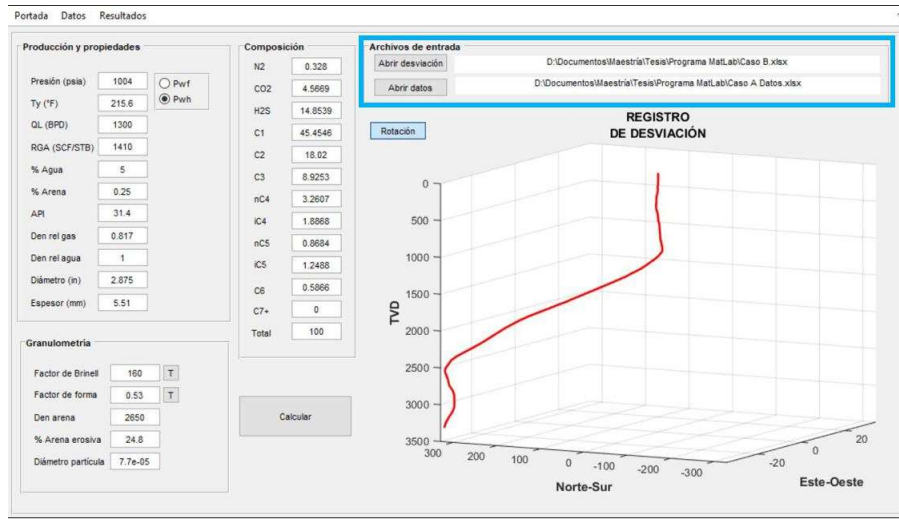 Portada Datos Resultados
Producción y propiedades
Presión (psia) 1004
Pwf
Pwh
Ty (°F) 215.6
QL (BPD) 1300
RGA (SCF/STB) 1410
% Agua 5
% Arena 0.25
API 31.4
Den rel gas 0.817
Den rel agua 1
Diámetro (in) 2.875
Espesor (mm) 5.51
Granulometria
Factor de Brinell 160 T
Factor de forma 0.53 T
Den arena 2650
% Arena erosiva 24.8
Diámetro partícula 7.7e-05
Composición
N2 0.328
CO2 4.5669
H2S 14.8539
C1 45.4546
C2 18.02
C3 8.9253
nC4 3.2607
iC4 1.8868
nC5 0.8684
iC5 1.2488
C6 0.5866
C7+ 0
Total 100
Calcular
Archivos de entrada
Abrir desviación D:\Documentos\Maestría\Tesis\Programa MatLab\Caso B.xlsx
Abrir datos D:\Documentos\Maestría\Tesis\Programa MatLab\Caso A Datos.xlsx
Rotación
REGISTRO
DE DESVIACIÓN
TVD
0
500
1000
1500
2000
2500
3000
3500
300 200 100 0 -100 -200 -300
Norte-Sur
-20 0 20
Este-Oeste